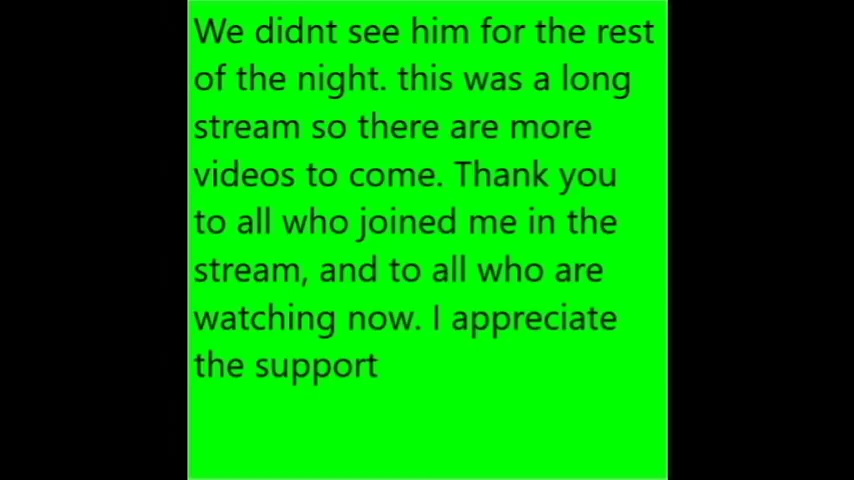 We didnt see him for the rest
of the night. this was a long
stream so there are more
videos to come. Thank you
to all who joined me in the
stream, and to all who are
watching now. I appreciate
the support